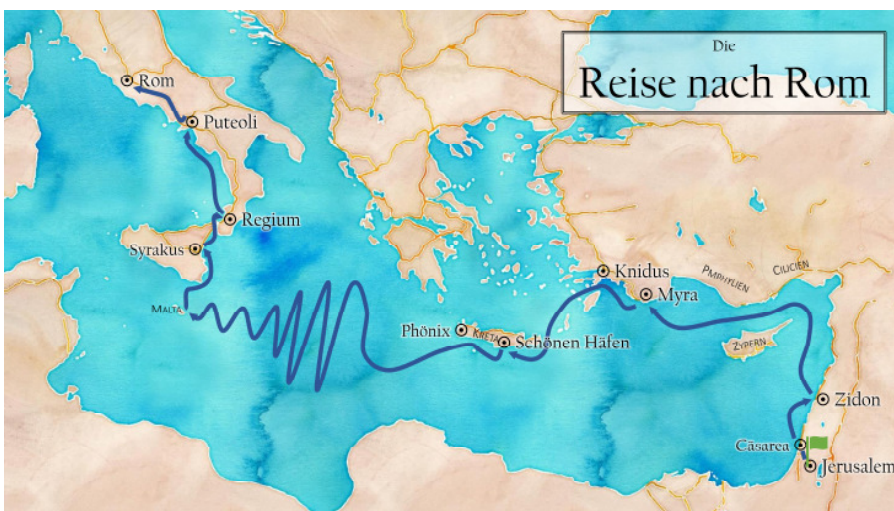 Die
Reise nach Rom
Rom
Puteoli
Regium
Syrakus
MALTA
Knidus
PMPHYLIEN
CILICIEN
Myra
Phönix
KRETA
Schönen Häfen
ZYPERN
Zidon
Cäsarea
Jerusalem